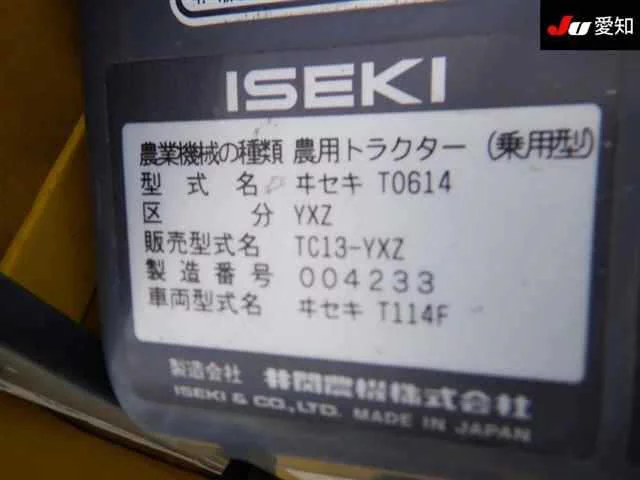 JU 愛知
ISEKI
農業機械の種類 農用トラクター (乗用型)
型式名 ヰセキ TO614
区分 YXZ
販売型式名 TC13-YXZ
製造番号 004233
車両型式名 ヰセキ T114F
製造会社 井関農機株式会社
ISEKI & CO., LTD. MADE IN JAPAN